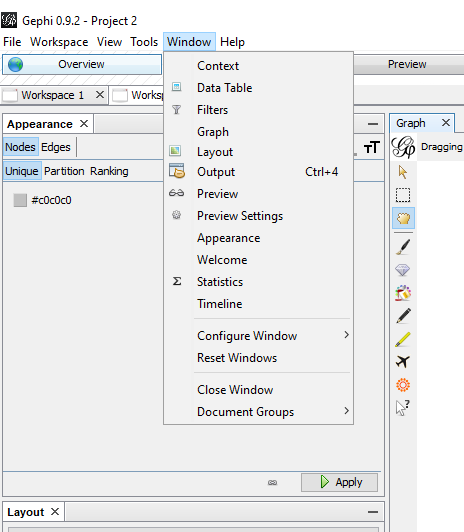 Gephi 0.9.2 - Project 2
File Workspace View Tools Window Help
Overview Preview
Workspace 1 Worksp
Appearance
Nodes Edges
Unique Partition Ranking
#c0c0c0
Context
Data Table
Filters
Graph
Layout
Output Ctrl+4
Preview
Preview Settings
Appearance
Welcome
Statistics
Timeline
Configure Window
Reset Windows
Close Window
Document Groups
Graph
Dragging
Apply
Layout